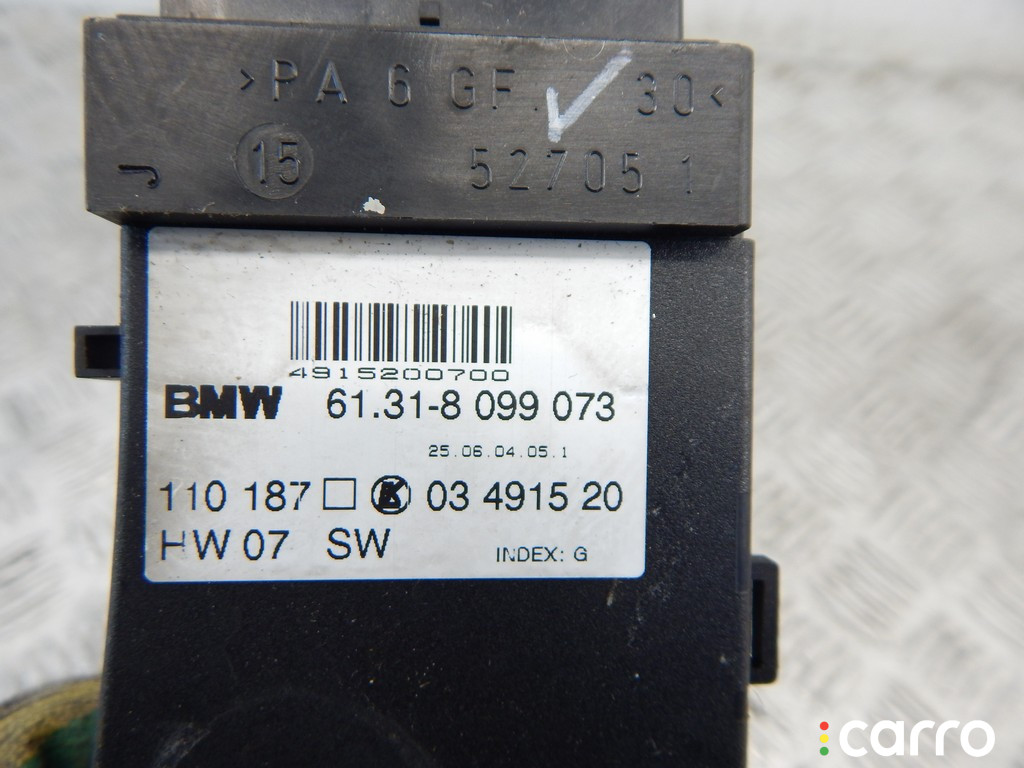 >PA 6 GF. 30<
15 52705 1
4915200700
BMW 61.31-8 099 073
25.06.04.05.1
110 187 □ K 03 4915 20
HW 07 SW
INDEX: G
carro